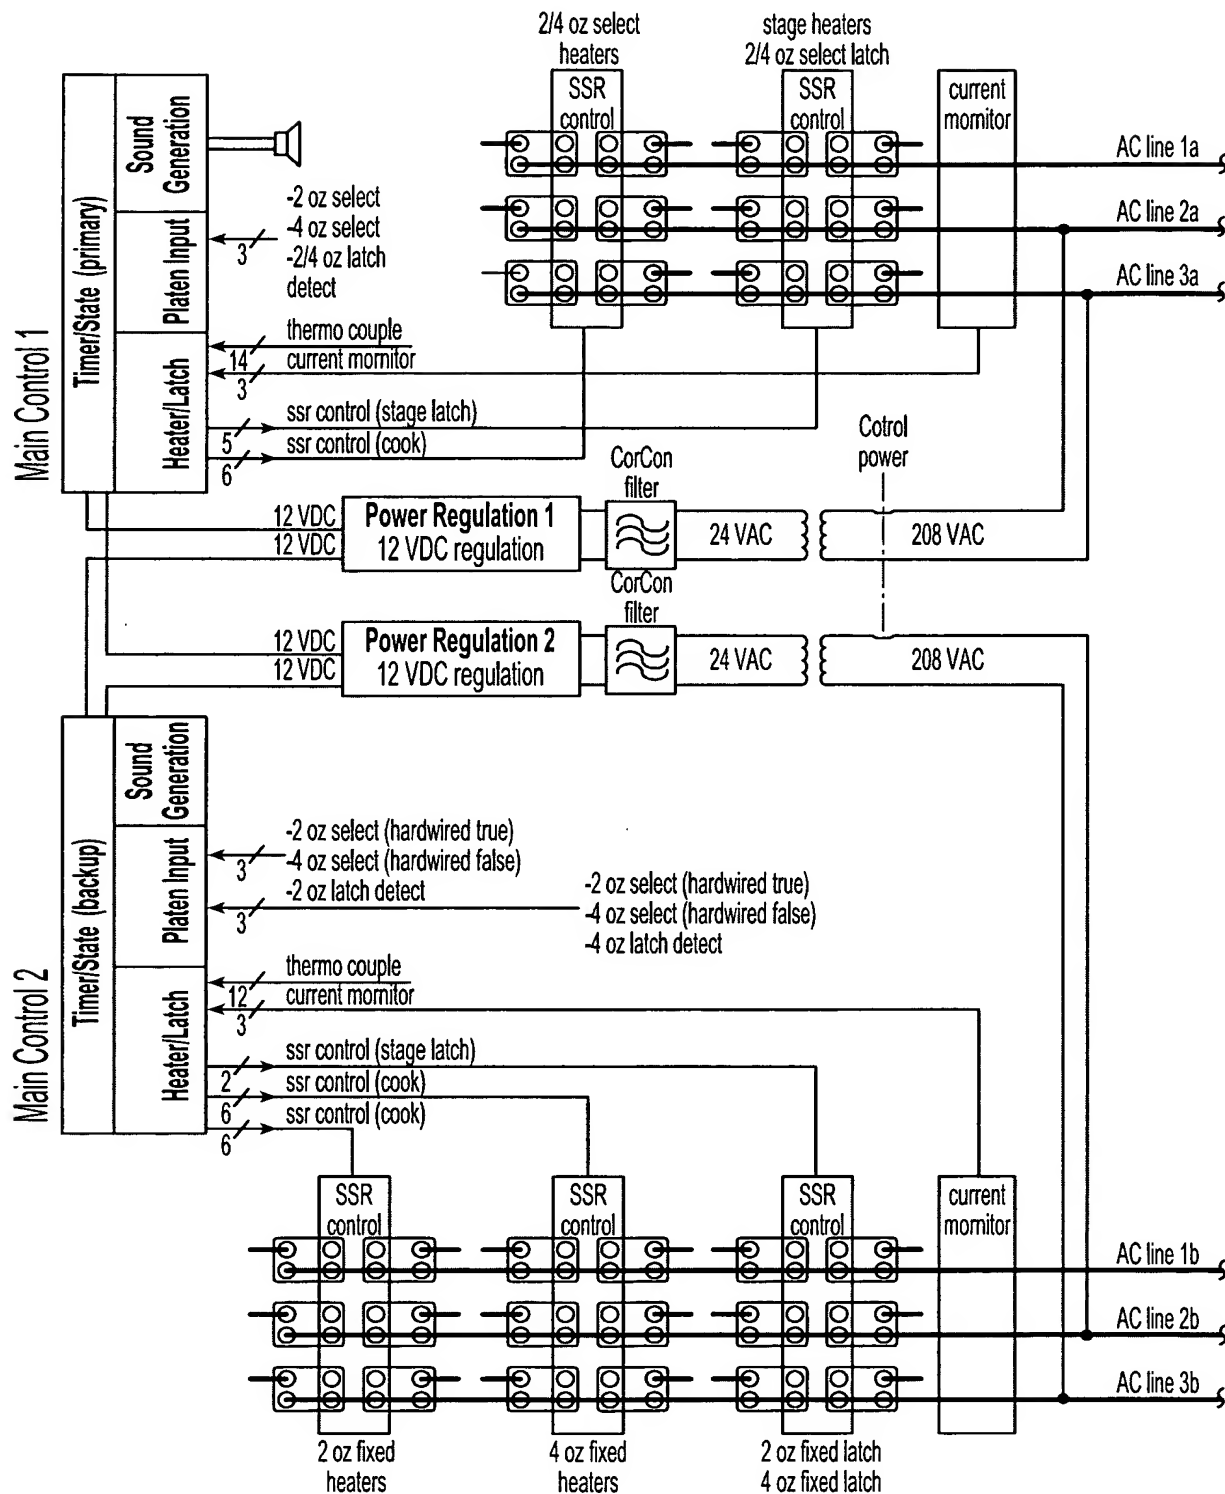 2/4 oz select
heaters
stage heaters
2/4 oz select latch
SSR
control
SSR
control
current
mornitor
AC line 1a
AC line 2a
AC line 3a
Main Control 1
Timer/State (primary)
Sound
Generation
Platen Input
Heater/Latch
-2 oz select
-4 oz select
-2/4 oz latch
detect
3
thermo couple
14
current mornitor
3
ssr control (stage latch)
5
ssr control (cook)
6
Cotrol
power
CorCon
filter
12 VDC
12 VDC
Power Regulation 1
12 VDC regulation
24 VAC
208 VAC
CorCon
filter
12 VDC
12 VDC
Power Regulation 2
12 VDC regulation
24 VAC
208 VAC
Main Control 2
Timer/State (backup)
Sound
Generation
Platen Input
Heater/Latch
-2 oz select (hardwired true)
3
-4 oz select (hardwired false)
-2 oz latch detect
3
-2 oz select (hardwired true)
-4 oz select (hardwired false)
-4 oz latch detect
thermo couple
12
current mornitor
3
ssr control (stage latch)
2
ssr control (cook)
6
ssr control (cook)
6
SSR
control
SSR
control
SSR
control
current
mornitor
AC line 1b
AC line 2b
AC line 3b
2 oz fixed
heaters
4 oz fixed
heaters
2 oz fixed latch
4 oz fixed latch